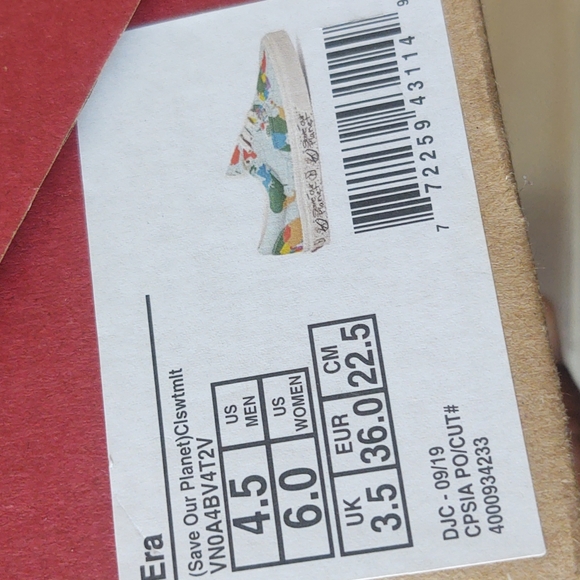 Era
(Save Our Planet)Clswtmlt
VN0A4BV4T2V
US MEN
4.5
US WOMEN
6.0
UK
3.5
EUR
36.0
CM
22.5
7 72259 43114 9
DJC - 09/19
CPSIA PO/CUT#
4000934233